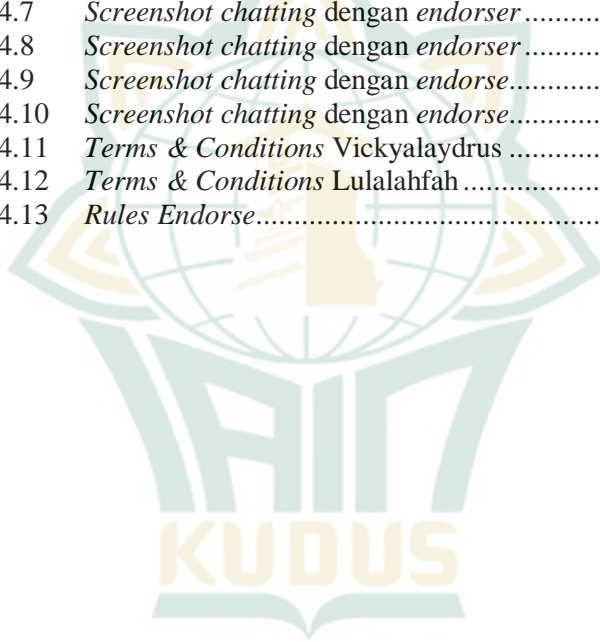 4.7 Screenshot chatting dengan endorser...........
4.8 Screenshot chatting dengan endorser...........
4.9 Screenshot chatting dengan endorse............
4.10 Screenshot chatting dengan endorse............
4.11 Terms & Conditions Vickyalaydrus ............
4.12 Terms & Conditions Lulalahfah..................
4.13 Rules Endorse.............................................
IAIN
KUDUS